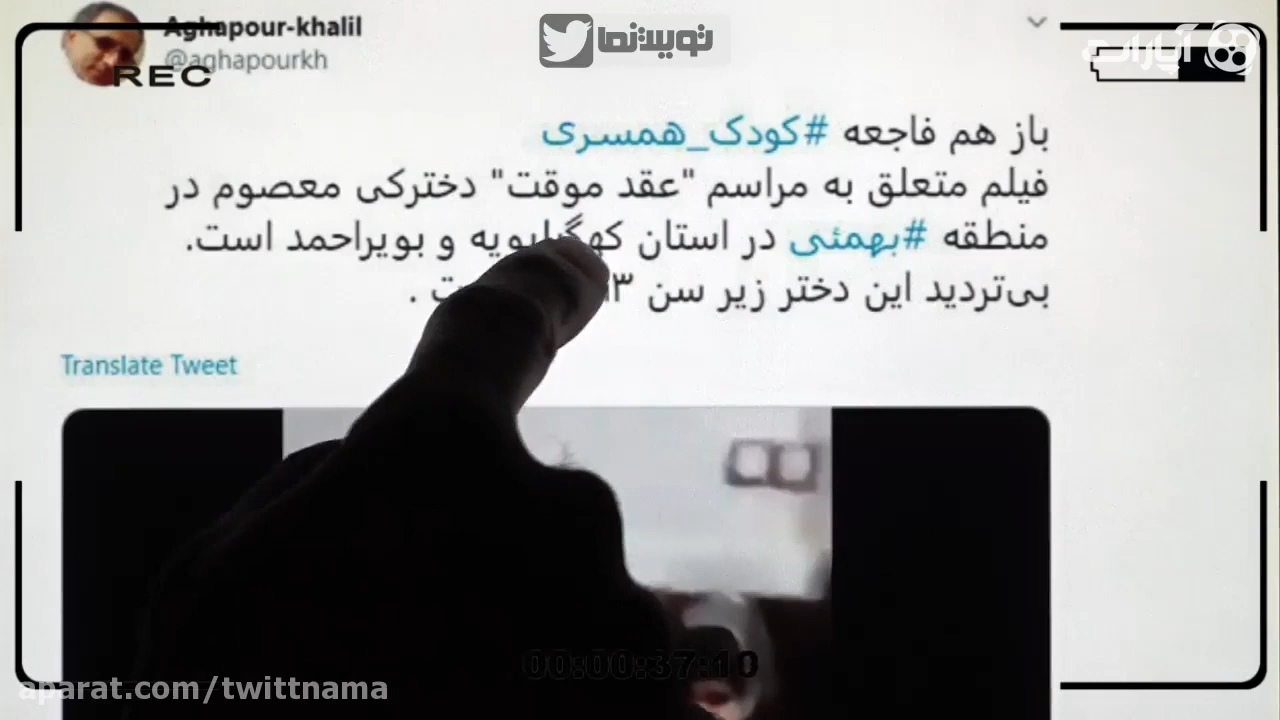 Aghapour-khalil
@aghapourkh
REC
توییت‌نما
آپارات
باز هم فاجعه #کودک_همسری
فیلم متعلق به مراسم "عقد موقت" دخترکی معصوم در
منطقه #بهمئی در استان کهگیلویه و بویراحمد است.
بی‌تردید این دختر زیر سن ۱۳
Translate Tweet
00:00:37:10
aparat.com/twittnama